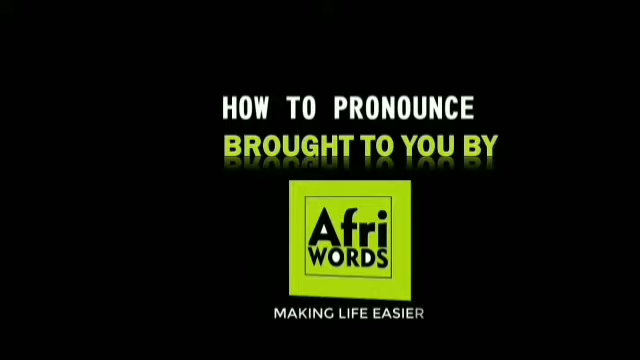 HOW TO PRONOUNCE
BROUGHT TO YOU BY
Afri
WORDS
MAKING LIFE EASIER